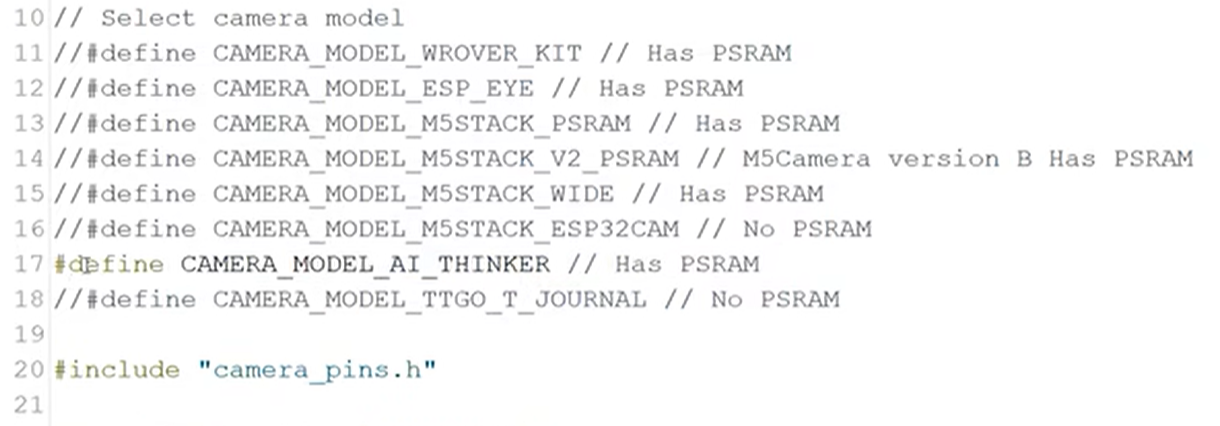 10 // Select camera model
11 //#define CAMERA_MODEL_WROVER_KIT // Has PSRAM
12 //#define CAMERA_MODEL_ESP_EYE // Has PSRAM
13 //#define CAMERA_MODEL_M5STACK_PSRAM // Has PSRAM
14 //#define CAMERA_MODEL_M5STACK_V2_PSRAM // M5Camera version B Has PSRAM
15 //#define CAMERA_MODEL_M5STACK_WIDE // Has PSRAM
16 //#define CAMERA_MODEL_M5STACK_ESP32CAM // No PSRAM
17 #define CAMERA_MODEL_AI_THINKER // Has PSRAM
18 //#define CAMERA_MODEL_TTGO_T_JOURNAL // No PSRAM
19
20 #include "camera_pins.h"
21